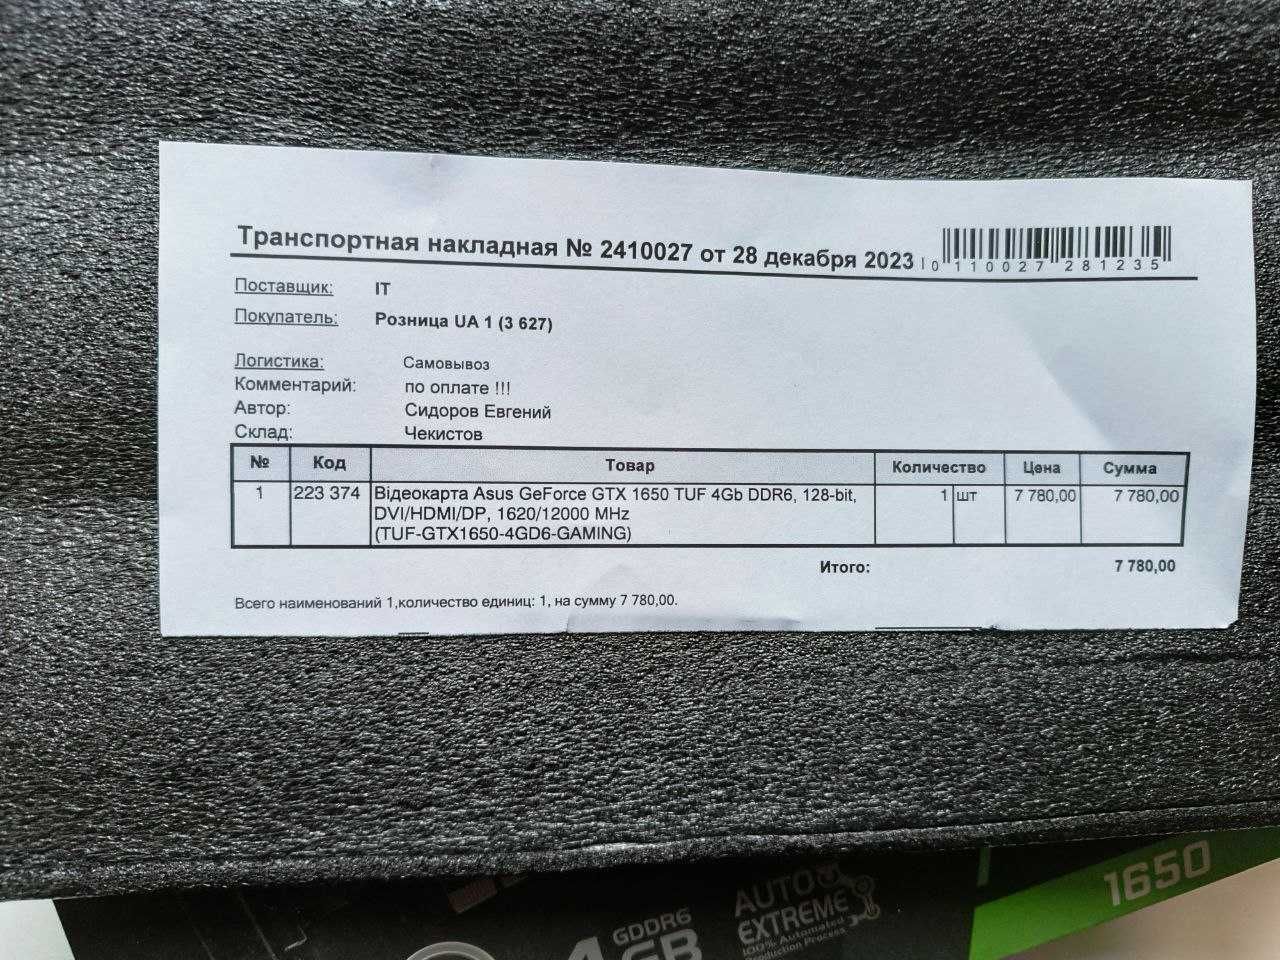 Транспортная накладная № 2410027 от 28 декабря 2023
0 110027 281235
Поставщик: IT
Покупатель: Розница UA 1 (3 627)
Логистика: Самовывоз
Комментарий: по оплате !!!
Автор: Сидоров Евгений
Склад: Чекистов
№ Код Товар Количество Цена Сумма
1 223 374 Відеокарта Asus GeForce GTX 1650 TUF 4Gb DDR6, 128-bit, 1 шт 7 780,00 7 780,00
DVI/HDMI/DP, 1620/12000 MHz
(TUF-GTX1650-4GD6-GAMING)
Итого: 7 780,00
Всего наименований 1,количество единиц: 1, на сумму 7 780,00.
1650
GDDR6
4GB
AUTO
EXTREME
100% Automated
Production Process